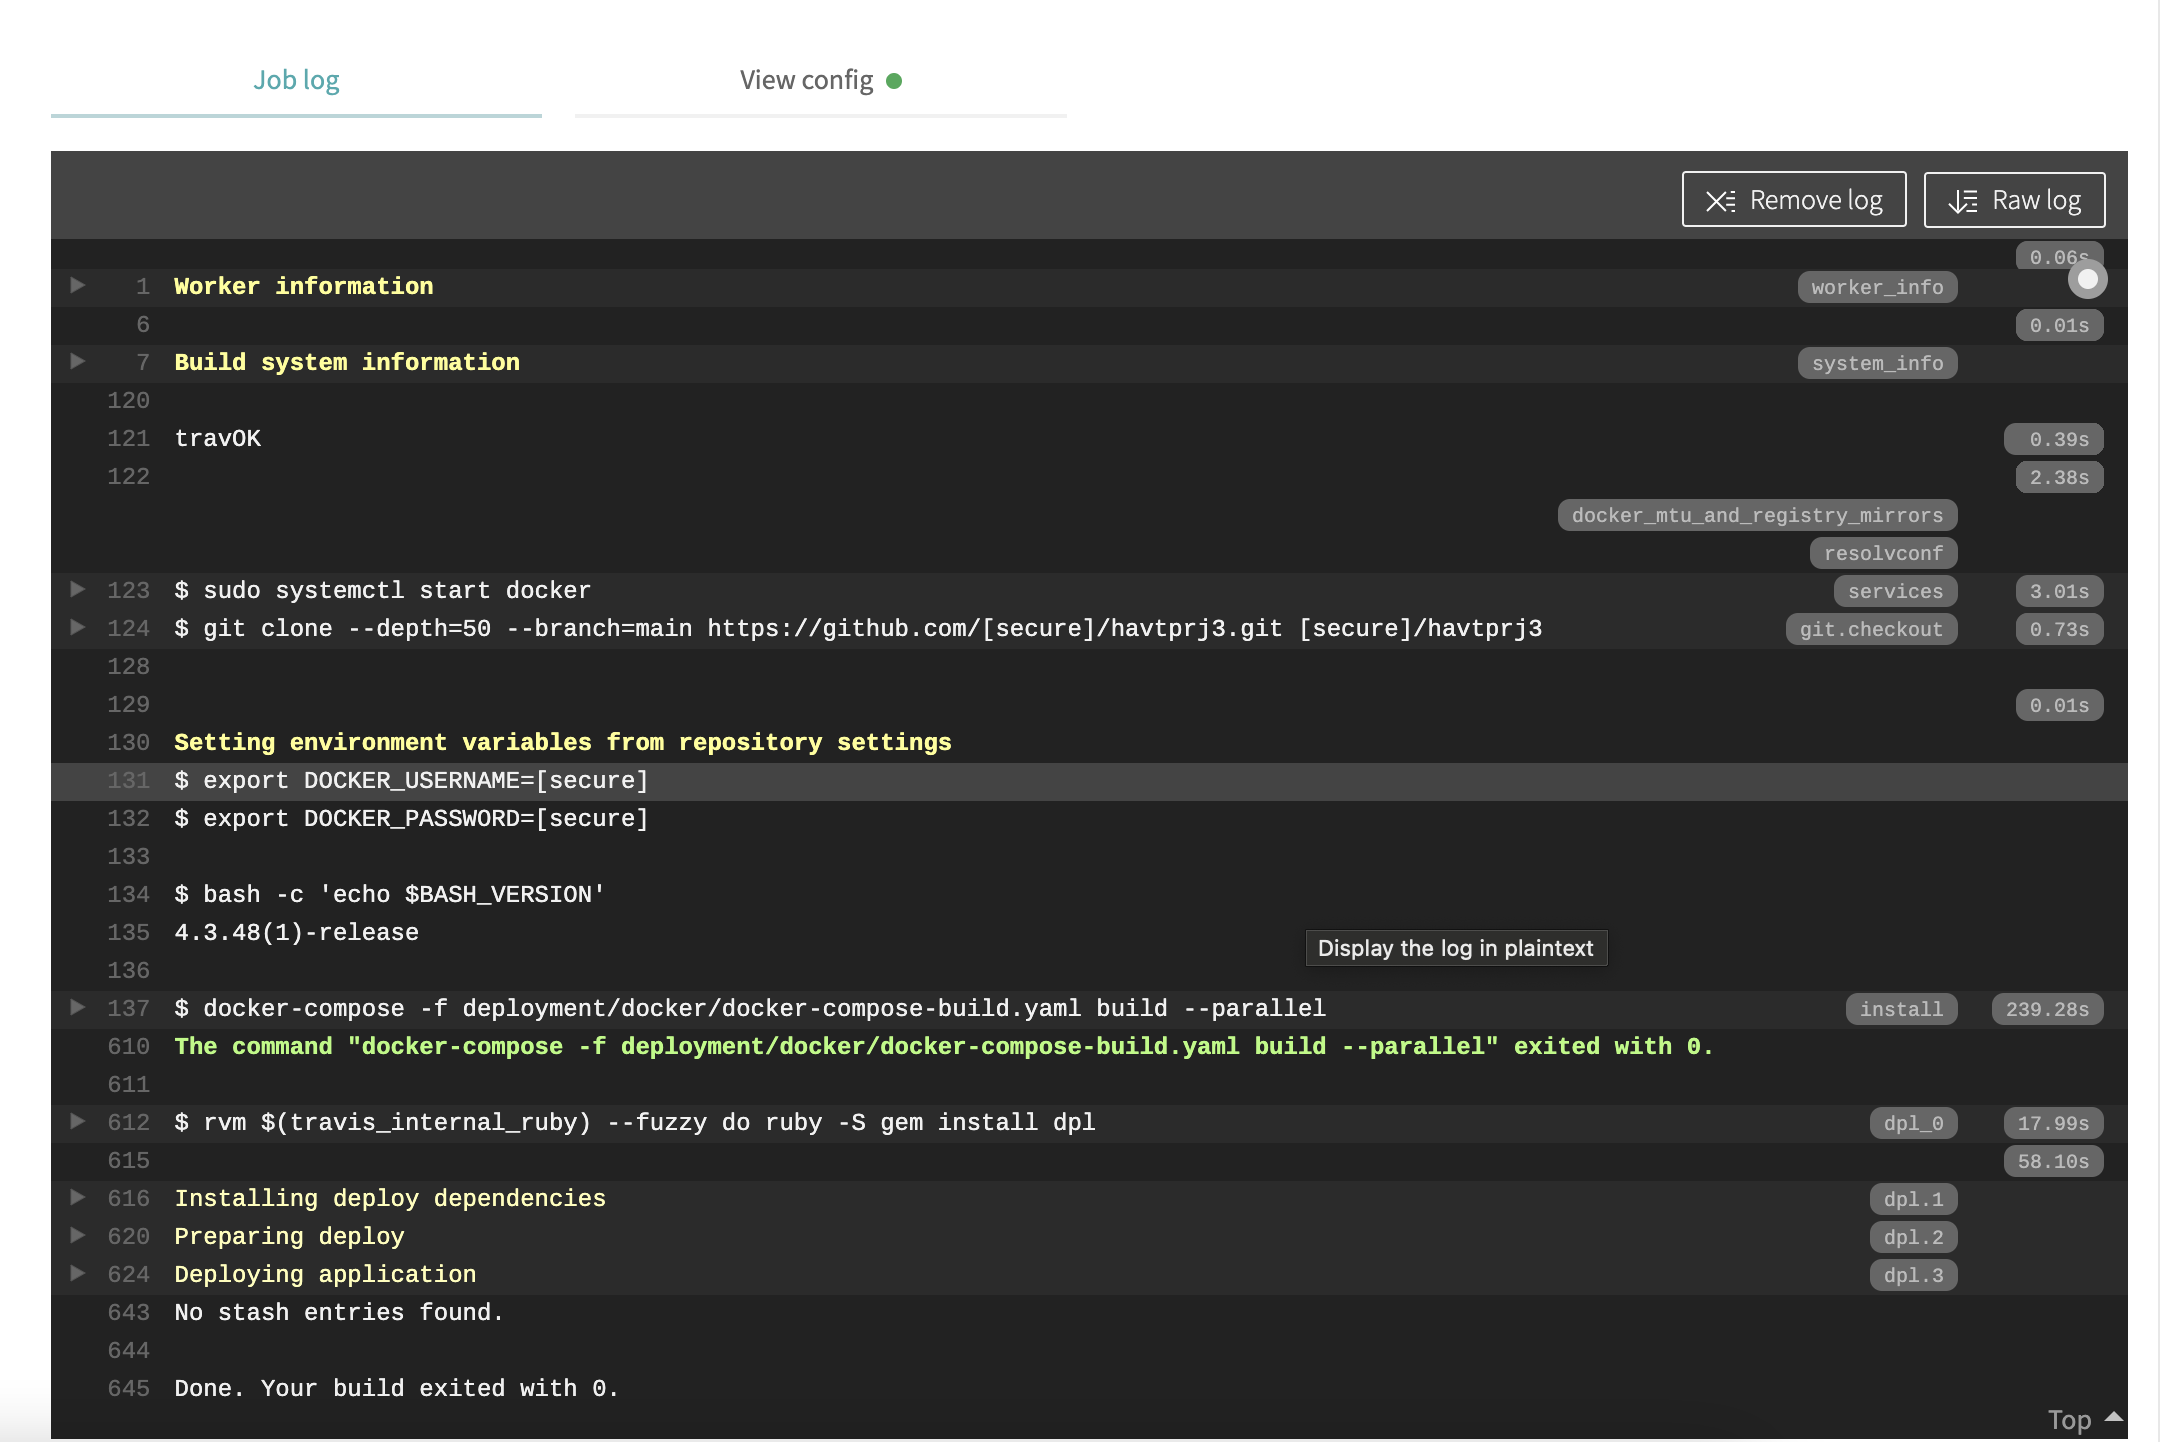 Job log
View config
Remove log
Raw log
0.06s
1 Worker information worker_info
6 0.01s
7 Build system information system_info
120
121 travOK 0.39s
122 2.38s
docker_mtu_and_registry_mirrors
resolvconf
123 $ sudo systemctl start docker services 3.01s
124 $ git clone --depth=50 --branch=main https://github.com/[secure]/havtprj3.git [secure]/havtprj3 git.checkout 0.73s
128
129 0.01s
130 Setting environment variables from repository settings
131 $ export DOCKER_USERNAME=[secure]
132 $ export DOCKER_PASSWORD=[secure]
133
134 $ bash -c 'echo $BASH_VERSION'
135 4.3.48(1)-release
Display the log in plaintext
136
137 $ docker-compose -f deployment/docker/docker-compose-build.yaml build --parallel install 239.28s
610 The command "docker-compose -f deployment/docker/docker-compose-build.yaml build --parallel" exited with 0.
611
612 $ rvm $(travis_internal_ruby) --fuzzy do ruby -S gem install dpl dpl_0 17.99s
615 58.10s
616 Installing deploy dependencies dpl.1
620 Preparing deploy dpl.2
624 Deploying application dpl.3
643 No stash entries found.
644
645 Done. Your build exited with 0.
Top